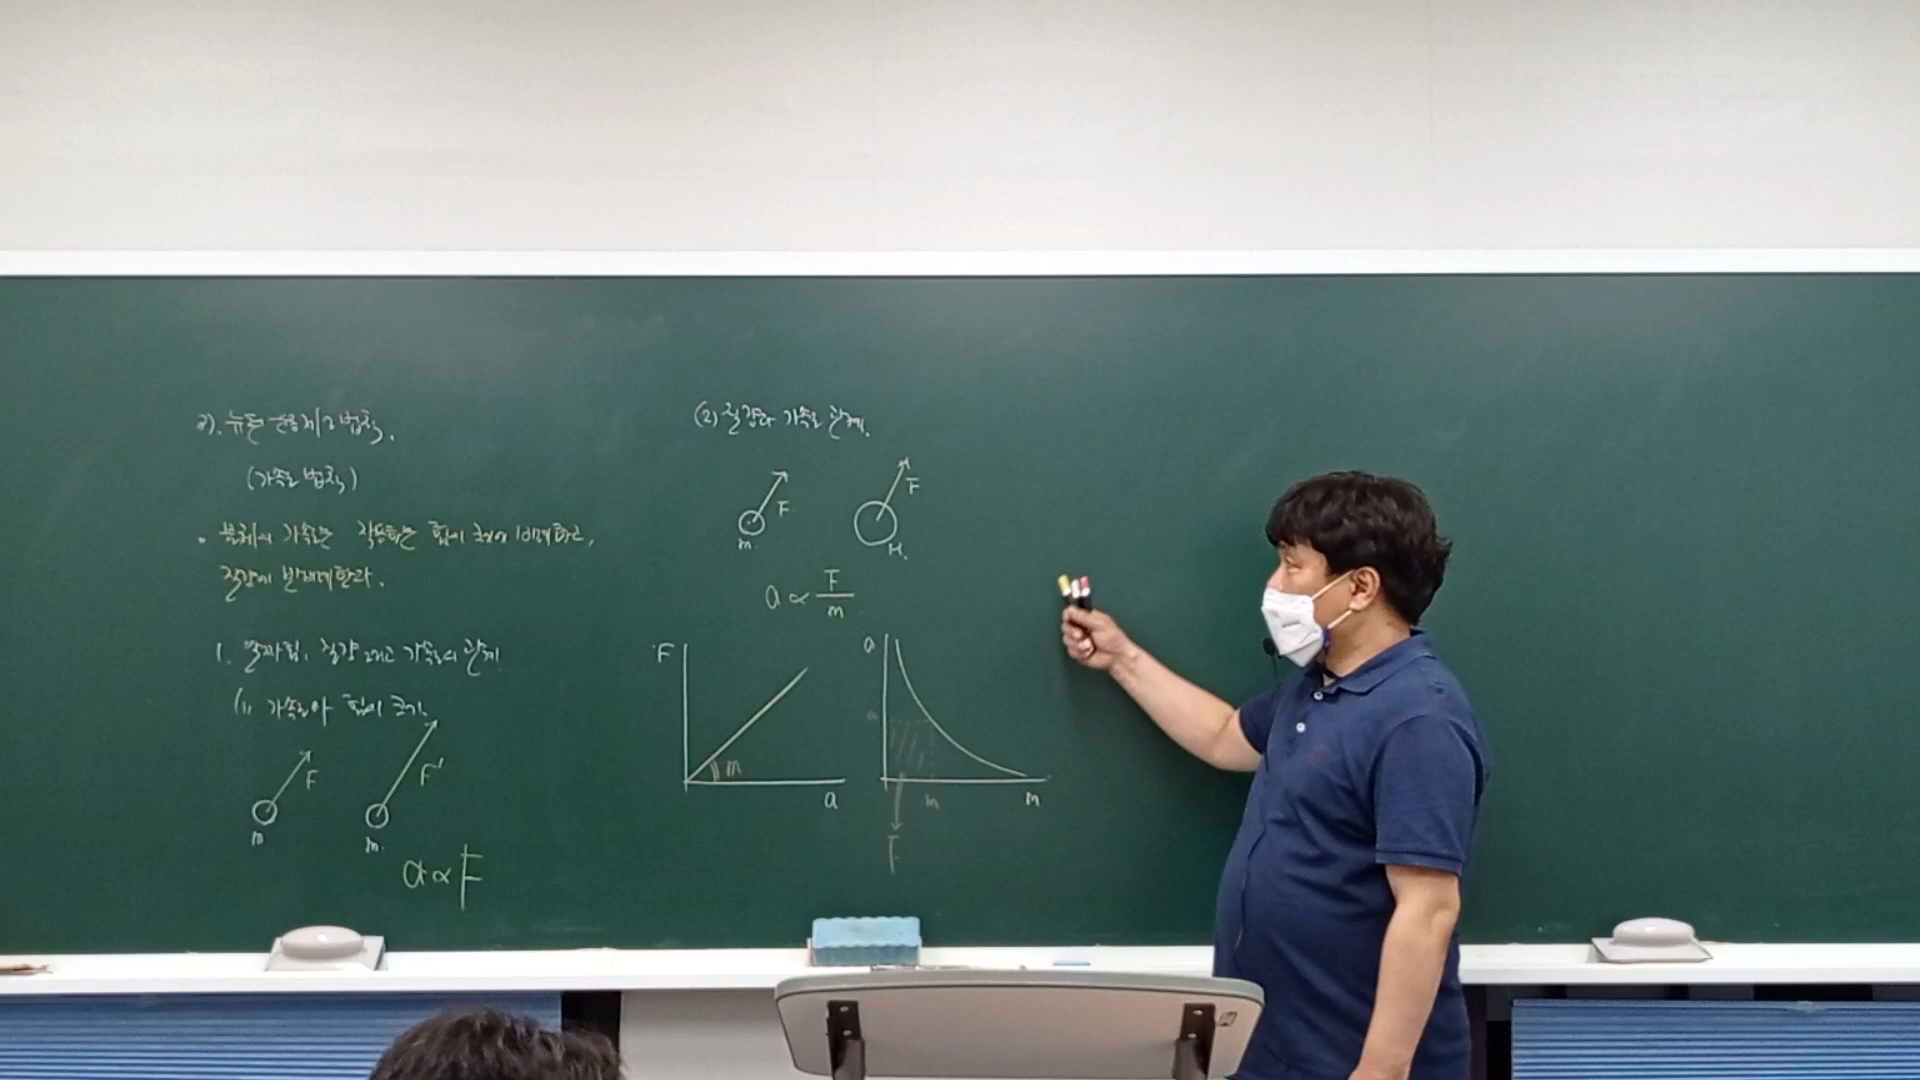 2). 뉴턴 운동 제2법칙.
(가속도 법칙)
· 물체의 가속도는 작용하는 힘의 크기에 비례하고,
질량에 반비례한다.
1. 알짜힘, 질량 그리고 가속도의 관계
(1) 가속도와 힘의 크기.
F
m
F'
m.
a ∝ F
(2) 질량과 가속도 관계.
F
m.
F
M.
a ∝ F/m
F
m
a
a
a
m
m
F